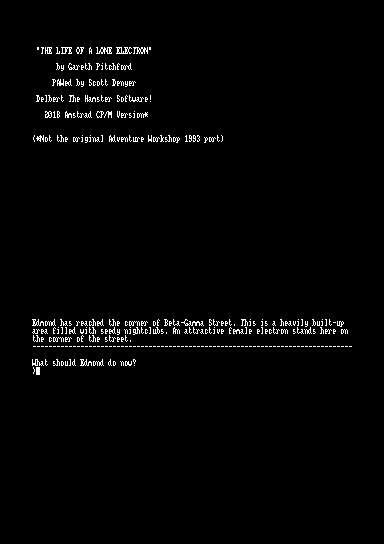 "THE LIFE OF A LONE ELECTRON"
by Gareth Pitchford
PAWed by Scott Denyer
Delbert The Hamster Software!
2018 Amstrad CP/M Version*
(*Not the original Adventure Workshop 1993 port)
Edmond has reached the corner of Beta-Gamma Street. This is a heavily built-up
area filled with seedy nightclubs. An attractive female electron stands here on
the corner of the street.
--------------------------------------------------------------------------------
What should Edmond do now?
>